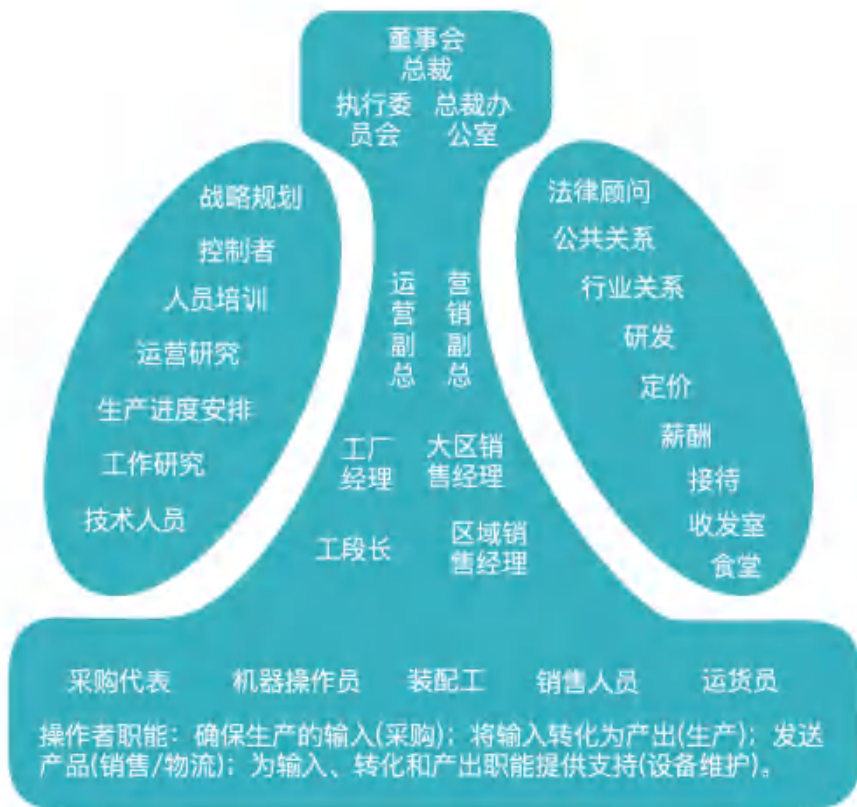 董事会
总裁
执行委
员会
总裁办
公室
战略规划
控制者
人员培训
运营研究
生产进度安排
工作研究
技术人员
运营副总
营销副总
工厂
经理
大区销
售经理
工段长
区域销
售经理
法律顾问
公共关系
行业关系
研发
定价
薪酬
接待
收发室
食堂
采购代表 机器操作员 装配工 销售人员 运货员
操作者职能：确保生产的输入(采购)；将输入转化为产出(生产)；发送
产品(销售/物流)；为输入、转化和产出职能提供支持(设备维护)。